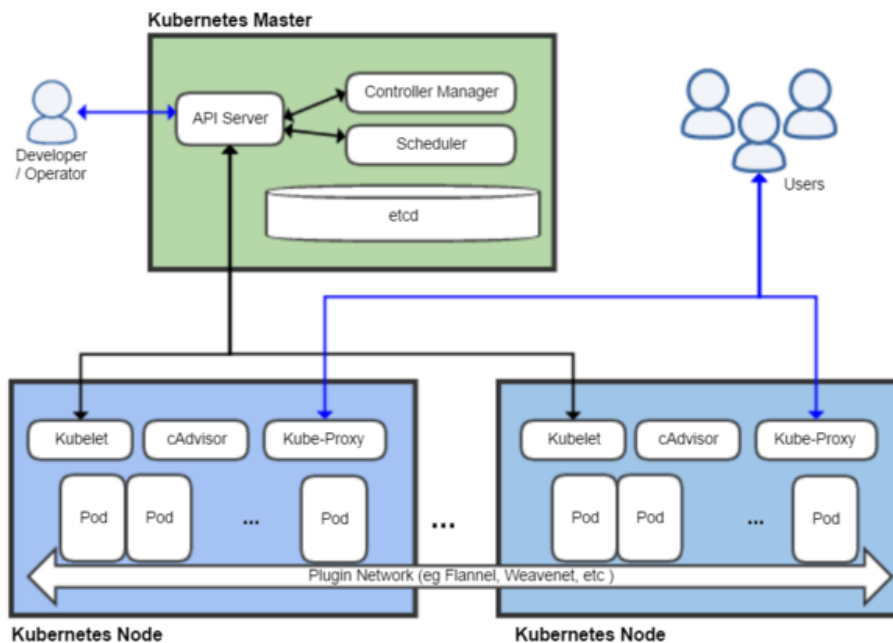 Kubernetes Master
API Server
Controller Manager
Scheduler
etcd
Developer
/ Operator
Users
Kubelet
cAdvisor
Kube-Proxy
Pod
Pod
...
Pod
...
Kubelet
cAdvisor
Kube-Proxy
Pod
Pod
...
Pod
Plugin Network (eg Flannel, Weavenet, etc )
Kubernetes Node
Kubernetes Node